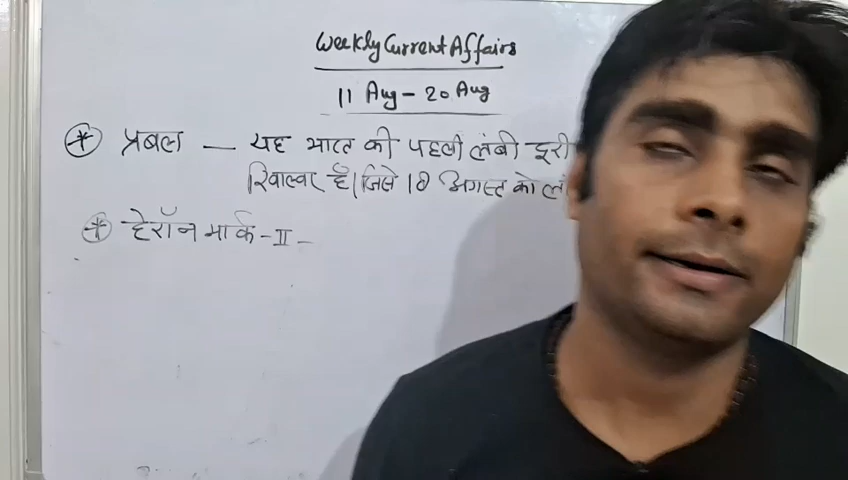 Weekly Current Affairs
11 Aug - 20 Aug
* प्रबल — यह भारत की पहली लंबी दूरी
रिवाल्वर है। जिसे 18 अगस्त को लॉ
* हेरॉन मार्क - II -